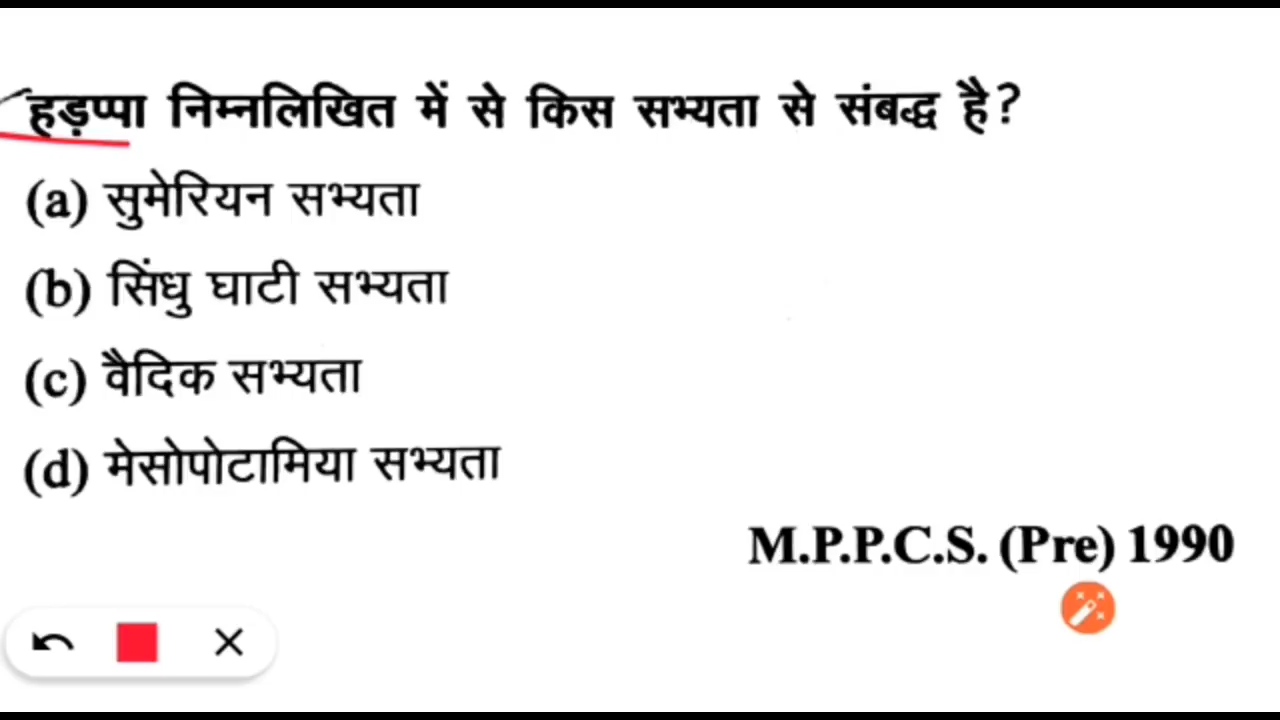 हड़प्पा निम्नलिखित में से किस सभ्यता से संबद्ध है?
(a) सुमेरियन सभ्यता
(b) सिंधु घाटी सभ्यता
(c) वैदिक सभ्यता
(d) मेसोपोटामिया सभ्यता
M.P.P.C.S. (Pre) 1990